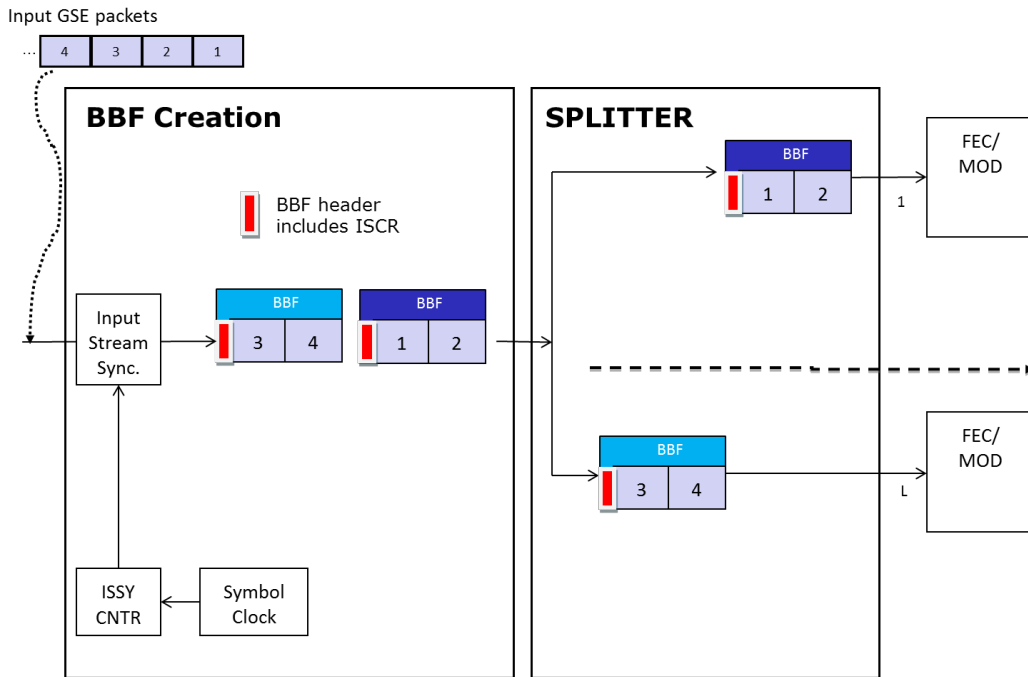 Input GSE packets
... 4 3 2 1
BBF Creation
SPLITTER
BBF
1 2
FEC/
MOD
1
BBF header
includes ISCR
Input
Stream
Sync.
BBF
3 4
BBF
1 2
BBF
3 4
FEC/
MOD
L
ISSY
CNTR
Symbol
Clock